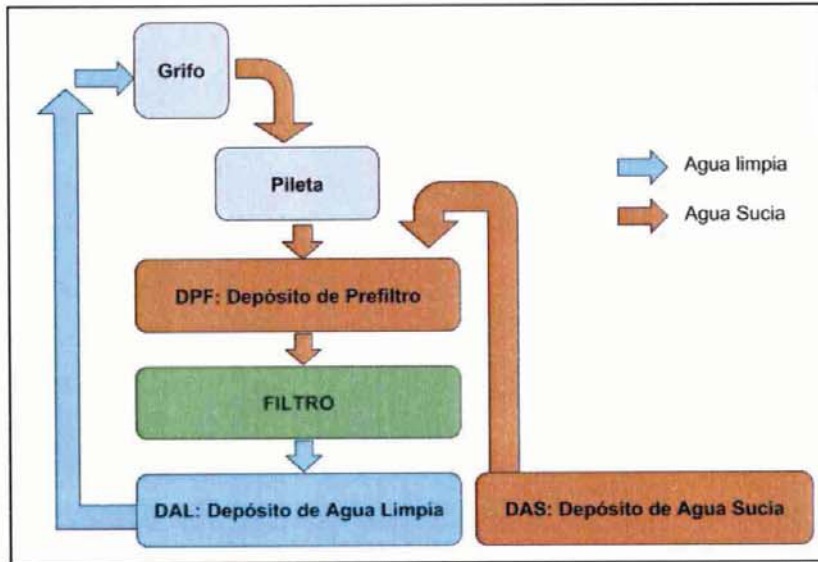 Grifo
Pileta
Agua limpia
Agua Sucia
DPF: Depósito de Prefiltro
FILTRO
DAL: Depósito de Agua Limpia
DAS: Depósito de Agua Sucia